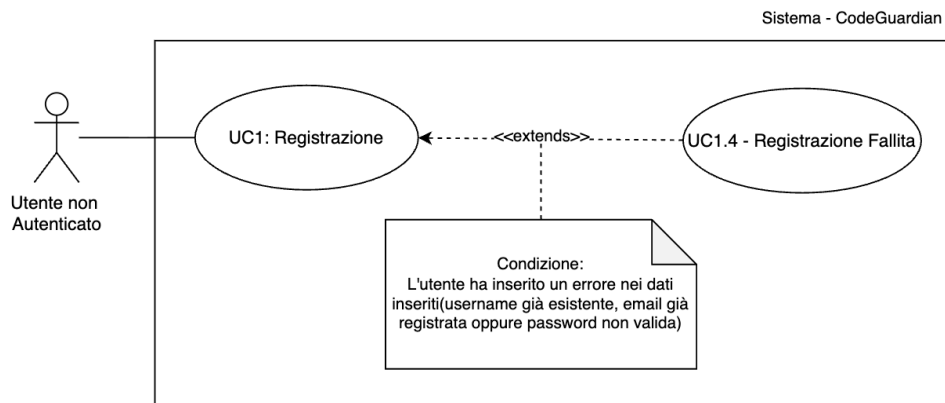 Sistema - CodeGuardian
UC1: Registrazione
<<extends>>
UC1.4 - Registrazione Fallita
Utente non
Autenticato
Condizione:
L'utente ha inserito un errore nei dati
inseriti(username già esistente, email già
registrata oppure password non valida)